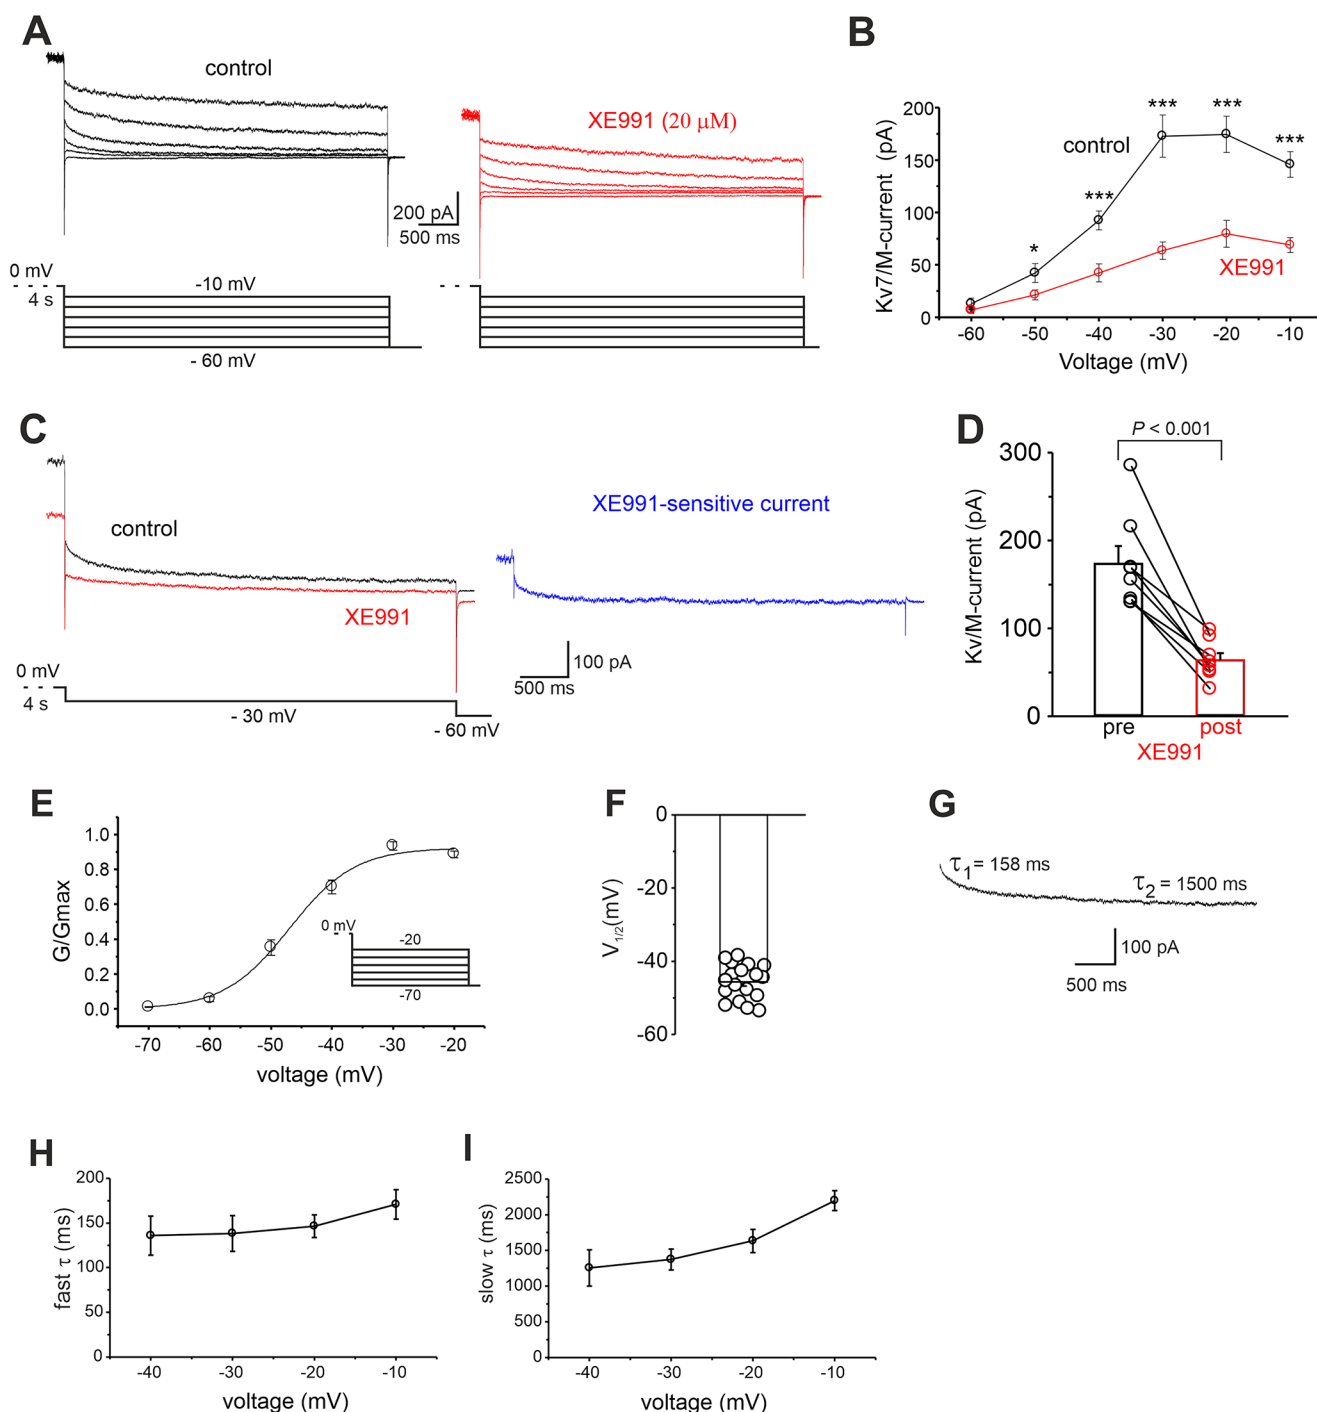 A
control
XE991 (20 μM)
200 pA
500 ms
0 mV
4 s
-10 mV
- 60 mV
B
Kv7/M-current (pA)
200
150
100
50
0
*
***
***
***
***
control
XE991
-60 -50 -40 -30 -20 -10
Voltage (mV)
C
control
XE991
XE991-sensitive current
100 pA
500 ms
0 mV
4 s
- 30 mV
- 60 mV
D
P < 0.001
Kv/M-current (pA)
300
200
100
0
pre post
XE991
E
G/Gmax
1.0
0.8
0.6
0.4
0.2
0.0
0 mV
-20
-70
-70 -60 -50 -40 -30 -20
voltage (mV)
F
V1/2(mV)
0
-20
-40
-60
G
τ1 = 158 ms
τ2 = 1500 ms
100 pA
500 ms
H
fast τ (ms)
200
150
100
50
0
-40 -30 -20 -10
voltage (mV)
I
slow τ (ms)
2500
2000
1500
1000
500
0
-40 -30 -20 -10
voltage (mV)